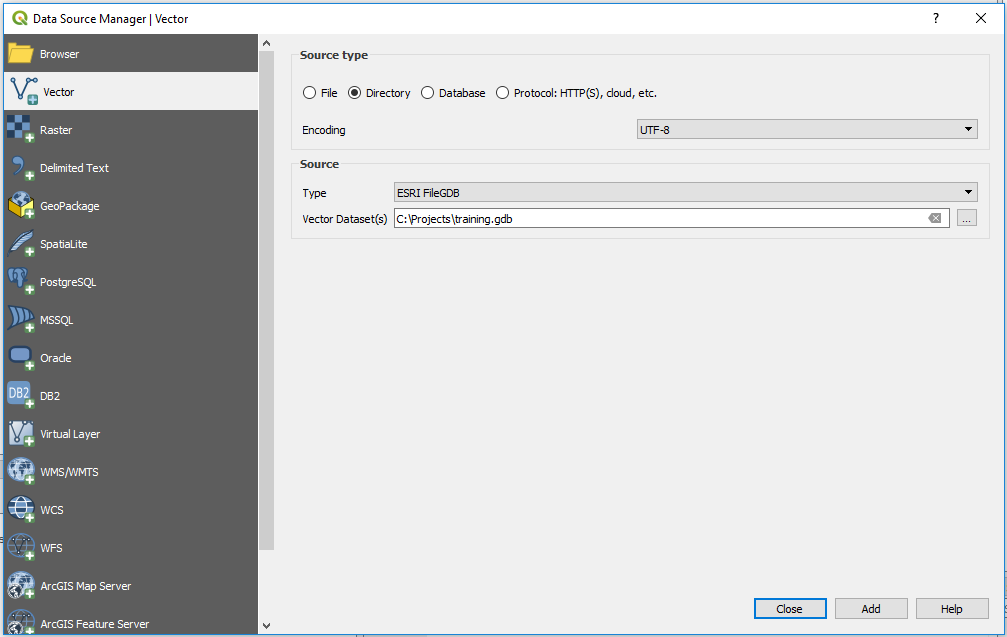 Data Source Manager | Vector
?
Browser
Vector
Raster
Delimited Text
GeoPackage
SpatiaLite
PostgreSQL
MSSQL
Oracle
DB2
DB2
Virtual Layer
WMS/WMTS
WCS
WFS
ArcGIS Map Server
ArcGIS Feature Server
Source type
File
Directory
Database
Protocol: HTTP(S), cloud, etc.
Encoding
UTF-8
Source
Type
ESRI FileGDB
Vector Dataset(s)
C:\Projects\training.gdb
...
Close
Add
Help